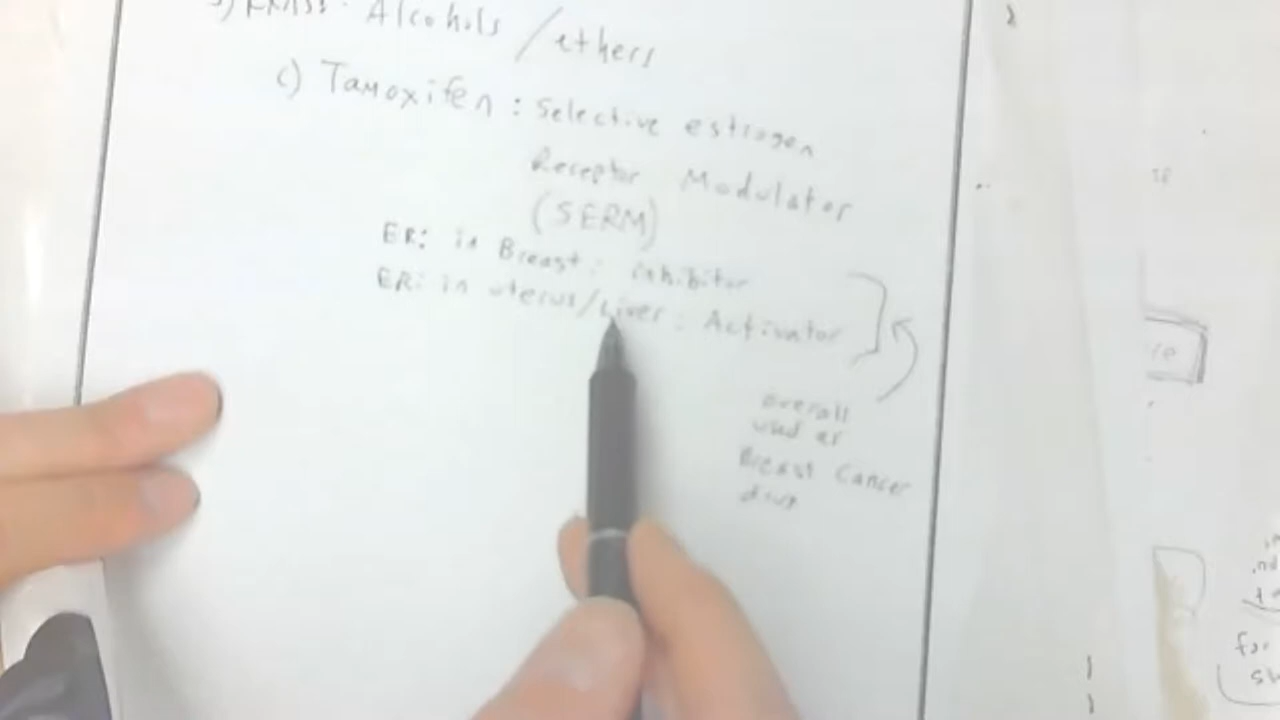 Alcohols / ethers
c) Tamoxifen : Selective estrogen
Receptor Modulator
(SERM)
ER: in Breast : inhibitor
ER: in uterus/Liver : Activator
overall
used as
Breast Cancer
drug
for